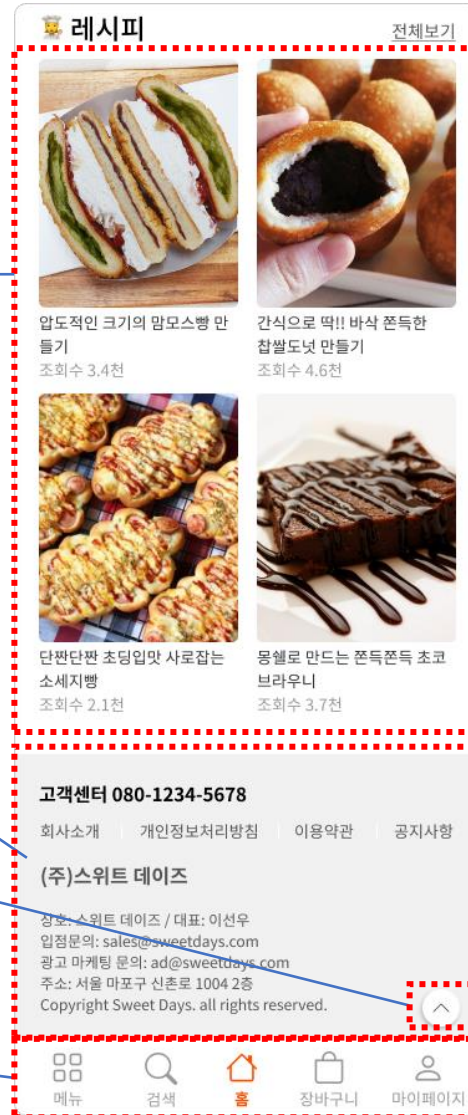 레시피
전체보기
압도적인 크기의 맘모스빵 만
들기
조회수 3.4천
간식으로 딱!! 바삭 쫀득한
찹쌀도넛 만들기
조회수 4.6천
단짠단짠 초딩입맛 사로잡는
소세지빵
조회수 2.1천
몽쉘로 만드는 쫀득쫀득 초코
브라우니
조회수 3.7천
고객센터 080-1234-5678
회사소개 개인정보처리방침 이용약관 공지사항
(주)스위트 데이즈
상호: 스위트 데이즈 / 대표: 이선우
입점문의: sales@sweetdays.com
광고 마케팅 문의: ad@sweetdays.com
주소: 서울 마포구 신촌로 1004 2층
Copyright Sweet Days. all rights reserved.
메뉴 검색 홈 장바구니 마이페이지